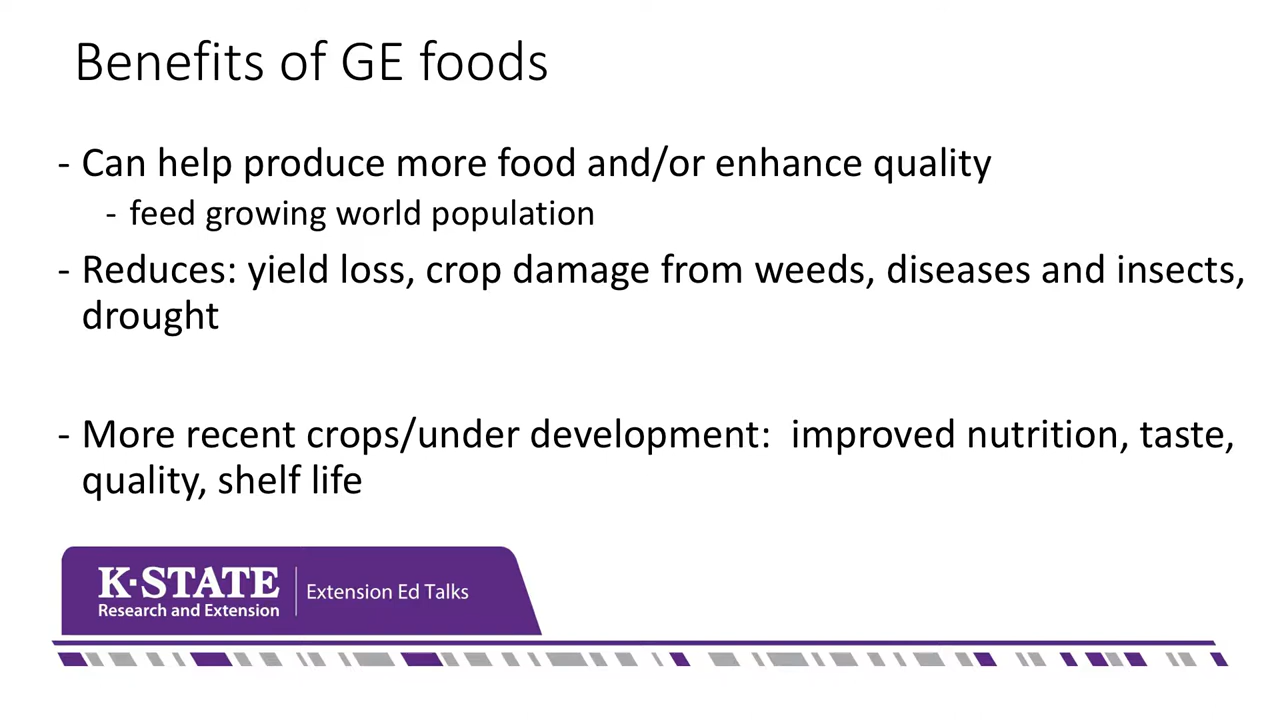 Benefits of GE foods
- Can help produce more food and/or enhance quality
- feed growing world population
- Reduces: yield loss, crop damage from weeds, diseases and insects,
drought
- More recent crops/under development:  improved nutrition, taste,
quality, shelf life
K·STATE
Research and Extension
Extension Ed Talks